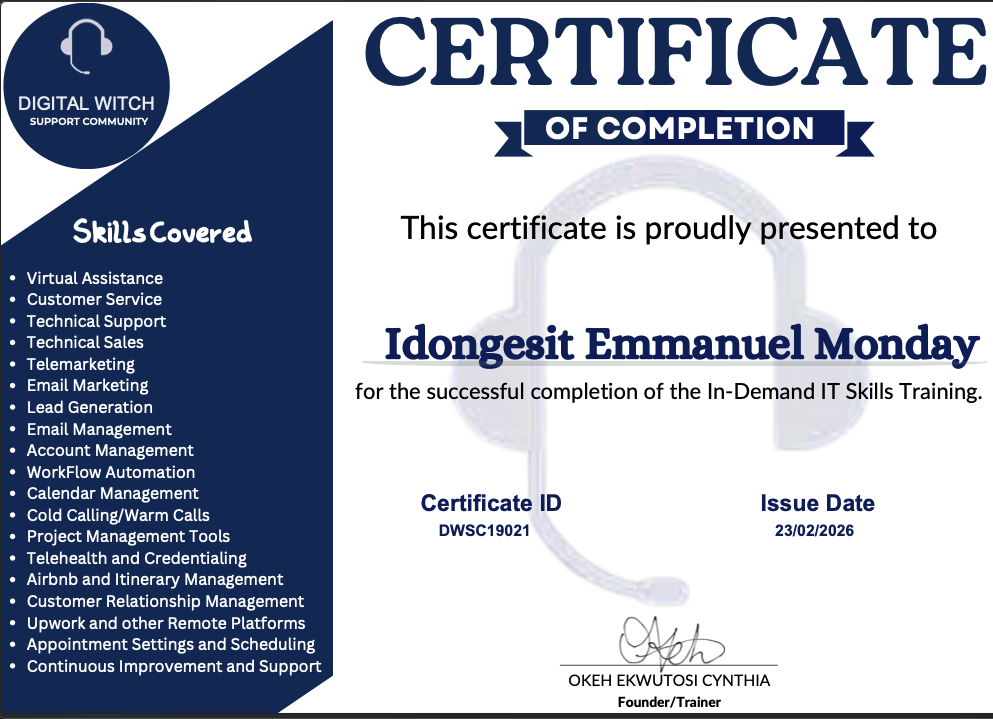 DIGITAL WITCH
SUPPORT COMMUNITY
Skills Covered
• Virtual Assistance
• Customer Service
• Technical Support
• Technical Sales
• Telemarketing
• Email Marketing
• Lead Generation
• Email Management
• Account Management
• WorkFlow Automation
• Calendar Management
• Cold Calling/Warm Calls
• Project Management Tools
• Telehealth and Credentialing
• Airbnb and Itinerary Management
• Customer Relationship Management
• Upwork and other Remote Platforms
• Appointment Settings and Scheduling
• Continuous Improvement and Support
CERTIFICATE
OF COMPLETION
This certificate is proudly presented to
Idongesit Emmanuel Monday
for the successful completion of the In-Demand IT Skills Training.
Certificate ID
DWSC19021
Issue Date
23/02/2026
OKEH EKWUTOSI CYNTHIA
Founder/Trainer